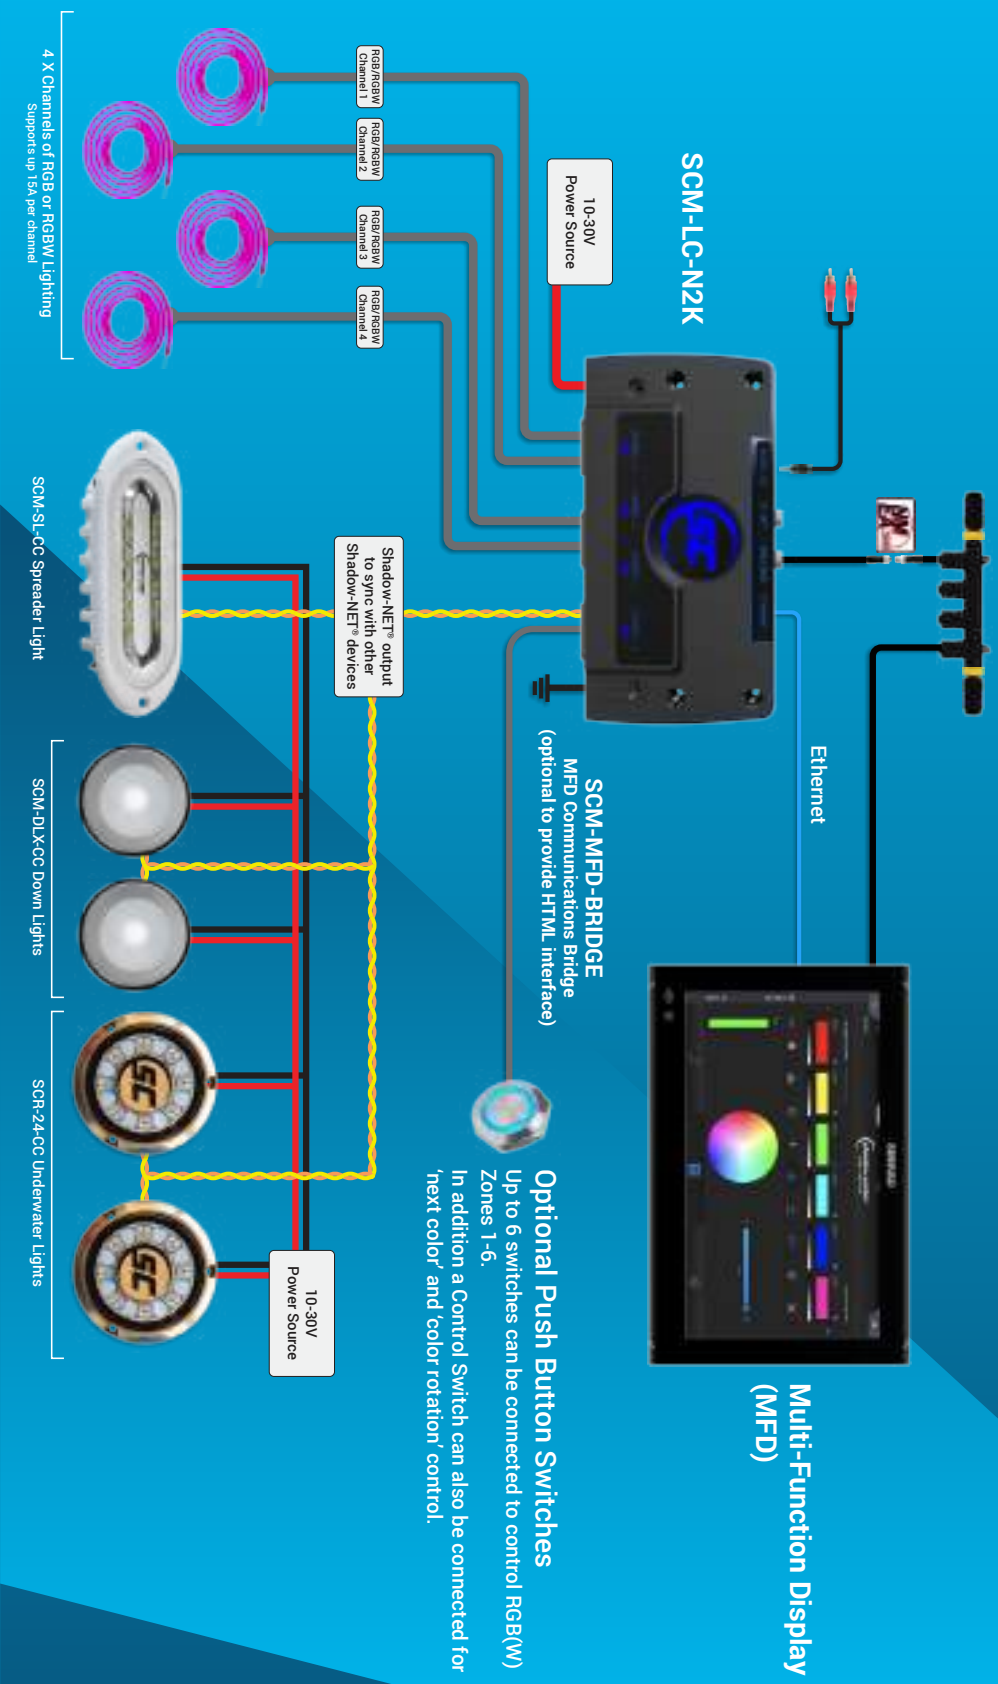 SCM-LC-N2K
10-30V
Power Source
RGB/RGBW
Channel 1
RGB/RGBW
Channel 2
RGB/RGBW
Channel 3
RGB/RGBW
Channel 4
4 X Channels of RGB or RGBW Lighting
Supports up 15A per channel
Ethernet
Multi-Function Display
(MFD)
SCM-MFD-BRIDGE
MFD Communications Bridge
(optional to provide HTML interface)
Optional Push Button Switches
Up to 6 switches can be connected to control RGB(W)
Zones 1-6.
In addition a Control Switch can also be connected for
‘next color’ and ‘color rotation’ control.
Shadow-NET® output
to sync with other
Shadow-NET® devices
10-30V
Power Source
SCM-SL-CC Spreader Light
SCM-DLX-CC Down Lights
SCR-24-CC Underwater Lights
SC
SC